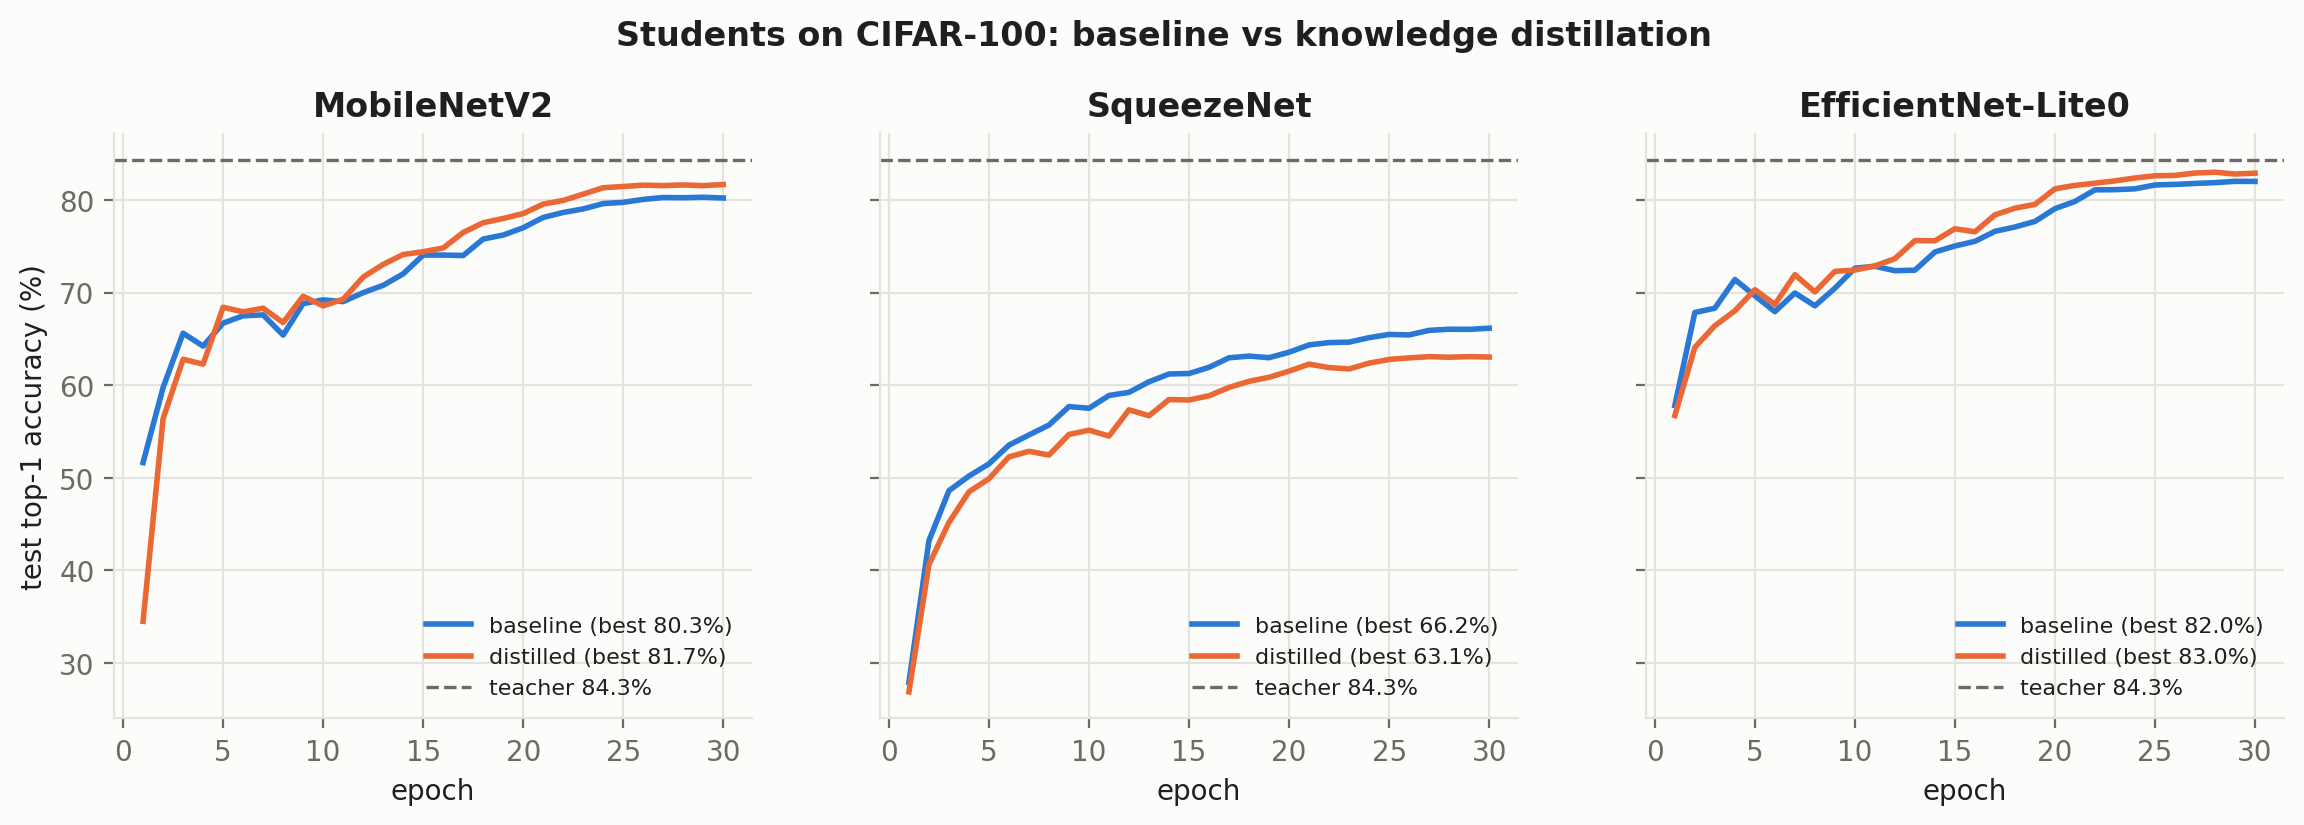 Students on CIFAR-100: baseline vs knowledge distillation
MobileNetV2
test top-1 accuracy (%)
80
70
60
50
40
30
baseline (best 80.3%)
distilled (best 81.7%)
teacher 84.3%
0 5 10 15 20 25 30
epoch
SqueezeNet
baseline (best 66.2%)
distilled (best 63.1%)
teacher 84.3%
0 5 10 15 20 25 30
epoch
EfficientNet-Lite0
baseline (best 82.0%)
distilled (best 83.0%)
teacher 84.3%
0 5 10 15 20 25 30
epoch